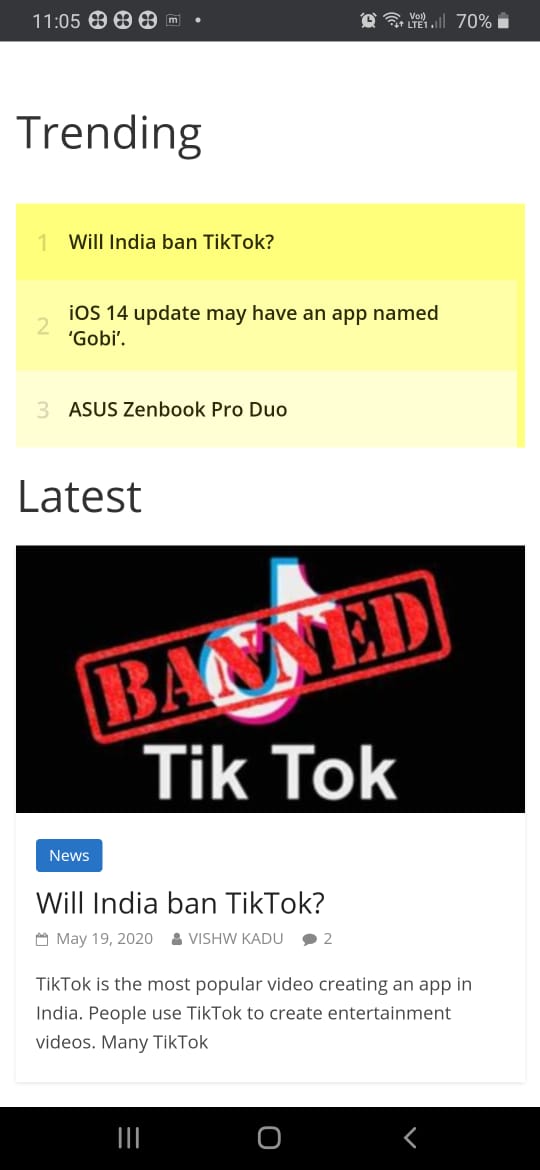 11:05
Vo)) LTE1 70%
Trending
1 Will India ban TikTok?
2 iOS 14 update may have an app named
‘Gobi’.
3 ASUS Zenbook Pro Duo
Latest
BANNED
Tik Tok
News
Will India ban TikTok?
May 19, 2020 VISHW KADU 2
TikTok is the most popular video creating an app in
India. People use TikTok to create entertainment
videos. Many TikTok